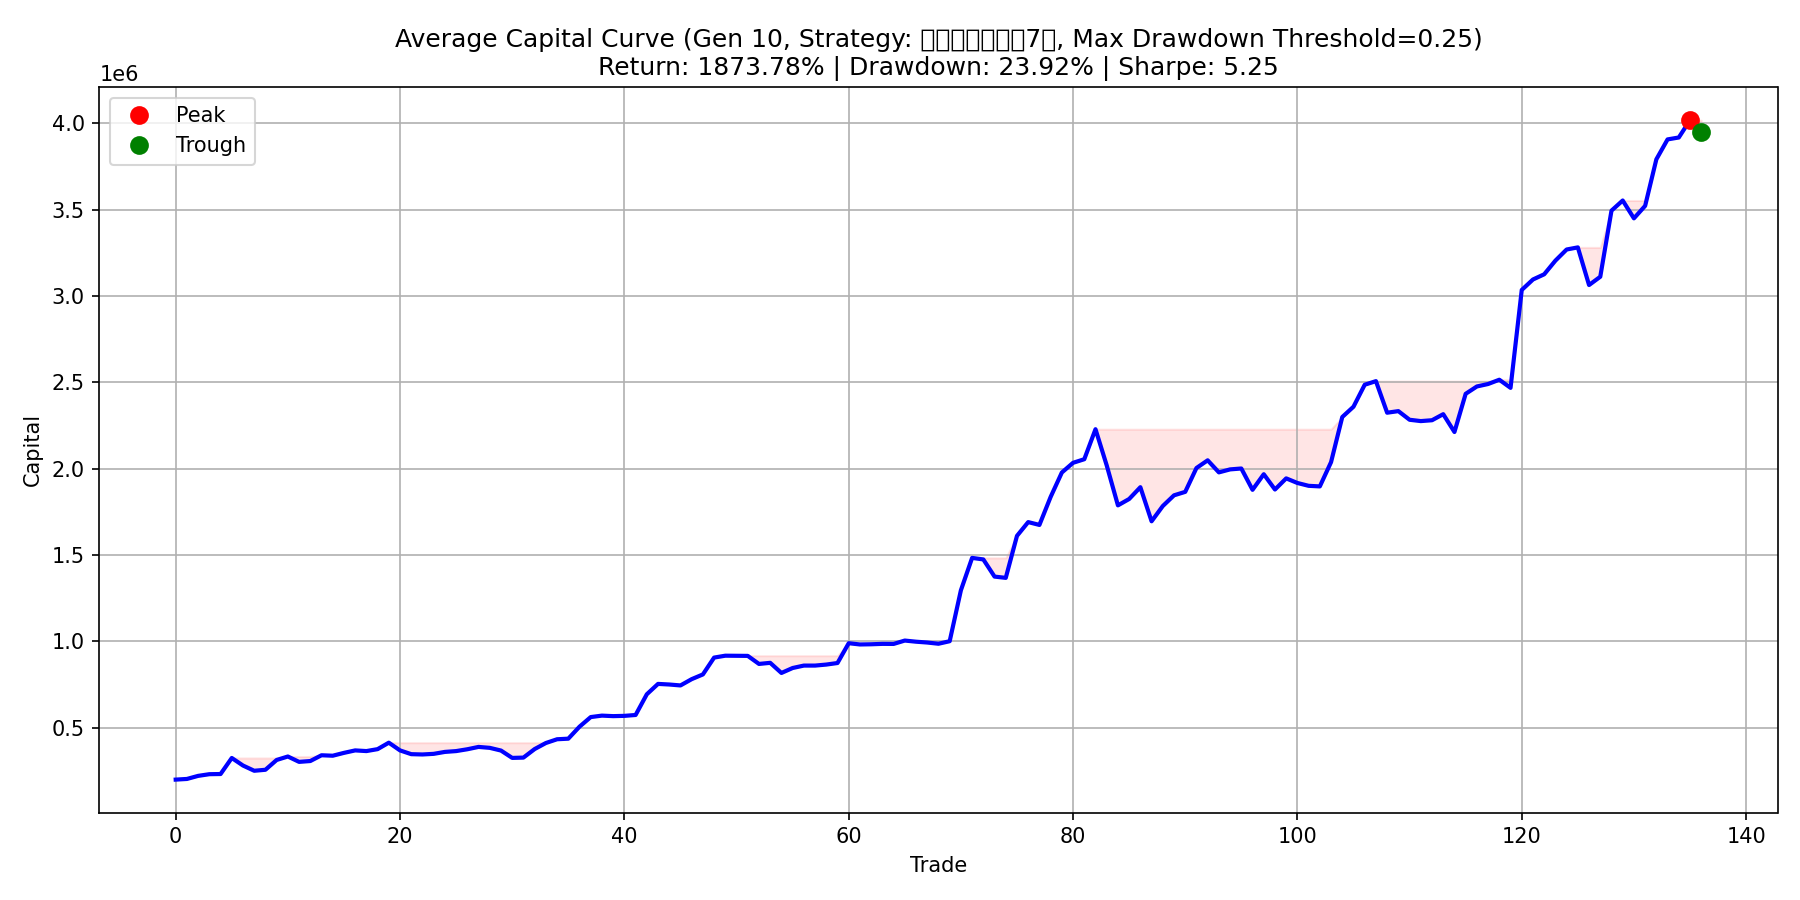 Average Capital Curve (Gen 10, Strategy: 7, Max Drawdown Threshold=0.25)
Return: 1873.78% | Drawdown: 23.92% | Sharpe: 5.25
1e6
Peak
Trough
4.0
3.5
3.0
2.5
2.0
1.5
1.0
0.5
Capital
0
20
40
60
80
100
120
140
Trade